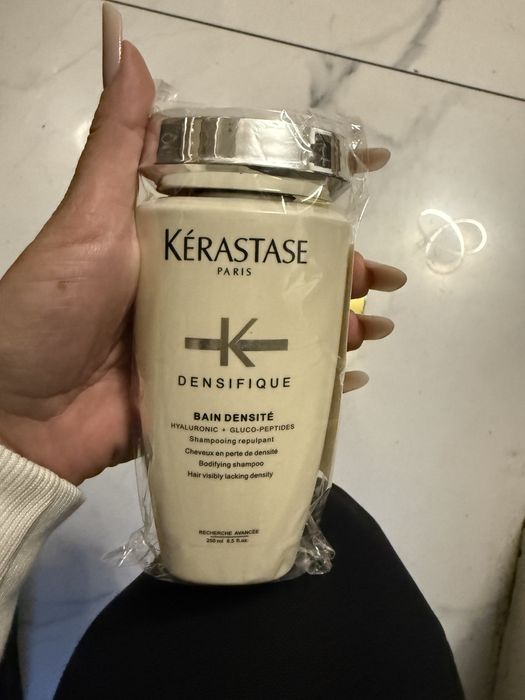 KÉRASTASE
PARIS
K
DENSIFIQUE
BAIN DENSITÉ
HYALURONIC + GLUCO-PEPTIDES
Shampooing repulpant
Cheveux en perte de densité
Bodifying shampoo
Hair visibly lacking density
RECHERCHE AVANCÉE
250 ml 8.5 fl.oz.